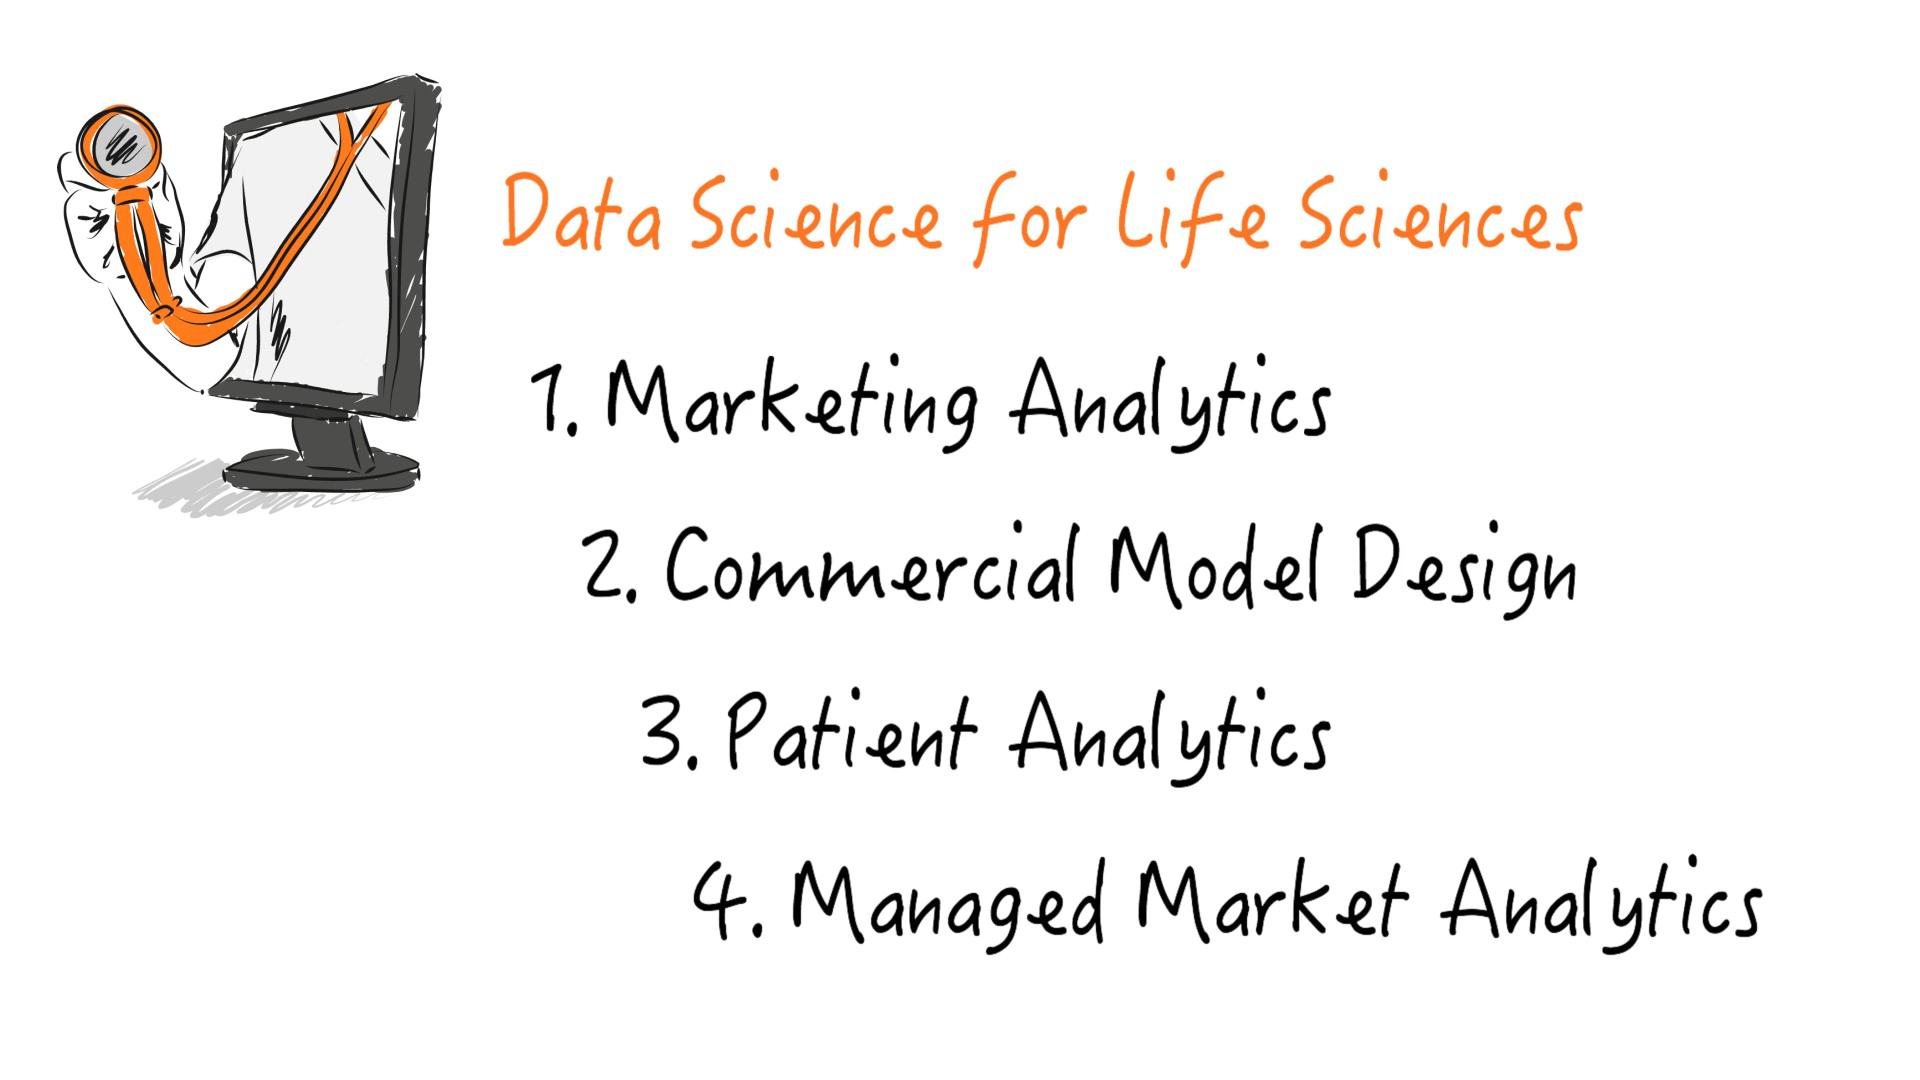 Data Science for Life Sciences
1. Marketing Analytics
2. Commercial Model Design
3. Patient Analytics
4. Managed Market Analytics